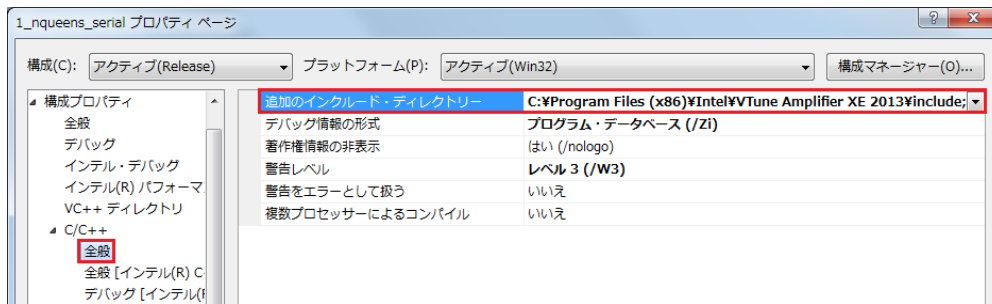 1_nqueens_serial プロパティ ページ
構成(C): アクティブ(Release) プラットフォーム(P): アクティブ(Win32) 構成マネージャー(O)...
構成プロパティ
全般
デバッグ
インテル・デバッグ
インテル(R) パフォーマ
VC++ ディレクトリ
C/C++
全般
全般 [インテル(R) C
デバッグ [インテル(F
追加のインクルード・ディレクトリー C:¥Program Files (x86)¥Intel¥VTune Amplifier XE 2013¥include;
デバッグ情報の形式 プログラム・データベース (/Zi)
著作権情報の非表示 はい (/nologo)
警告レベル レベル 3 (/W3)
警告をエラーとして扱う いいえ
複数プロセッサーによるコンパイル いいえ